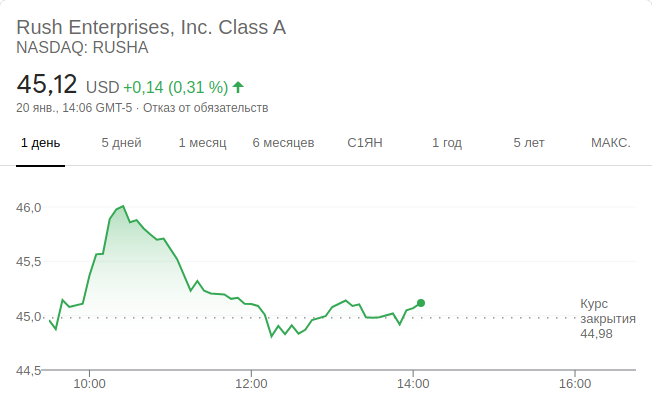 Rush Enterprises, Inc. Class A
NASDAQ: RUSHA
45,12 USD +0,14 (0,31 %)
20 янв., 14:06 GMT-5 · Отказ от обязательств
1 день 5 дней 1 месяц 6 месяцев С1ЯН 1 год 5 лет МАКС.
46,0
45,5
45,0
44,5
Курс
закрытия
44,98
10:00 12:00 14:00 16:00